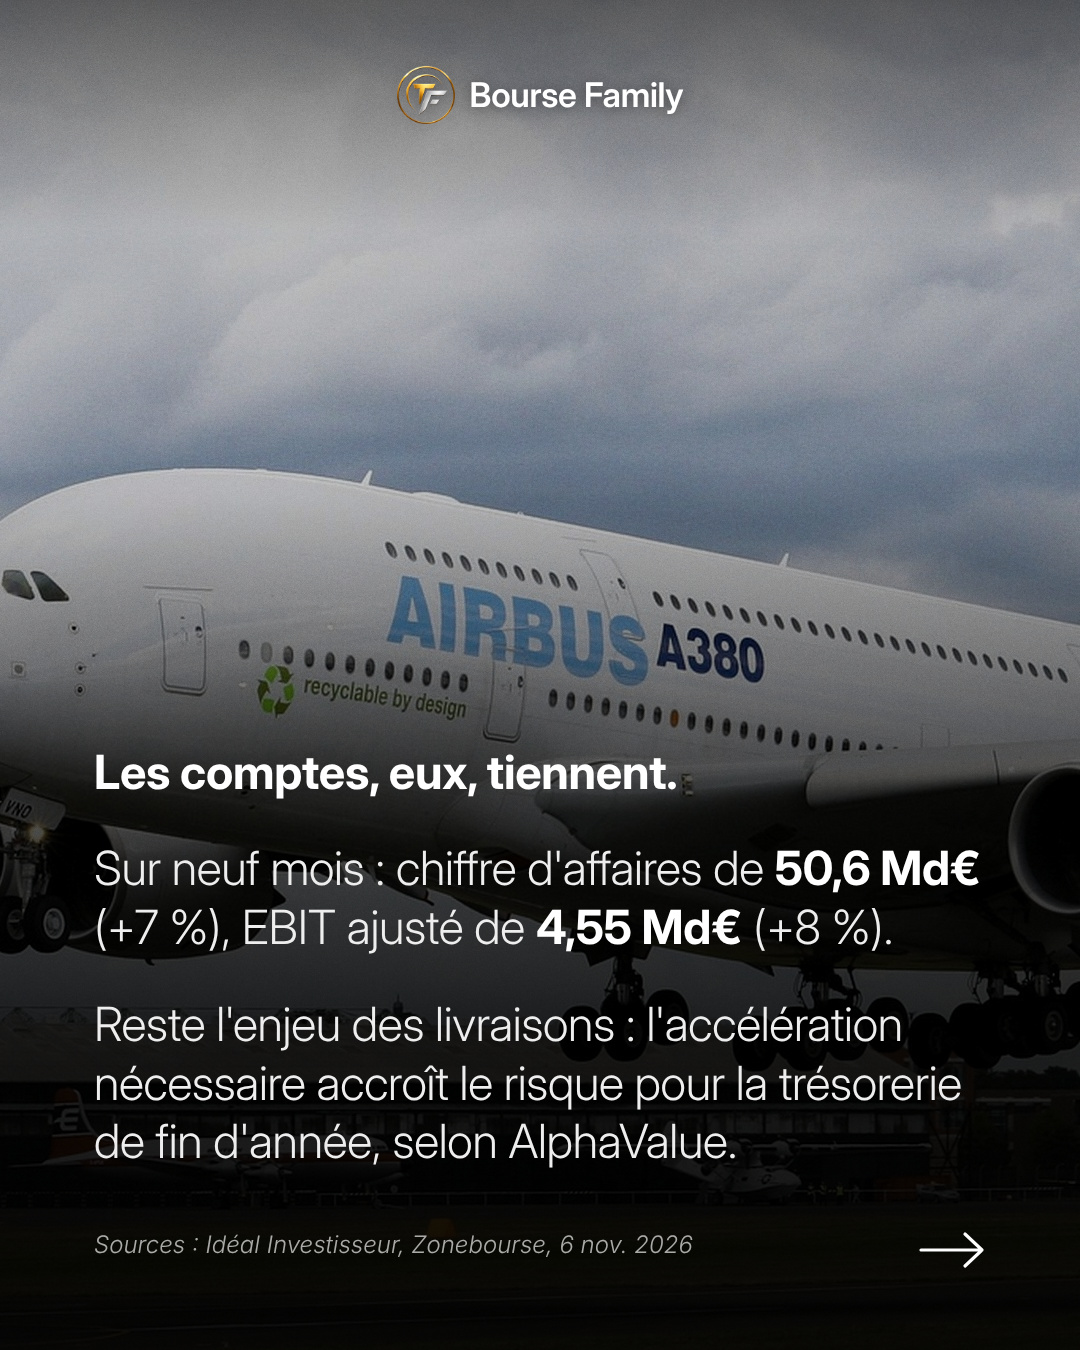 Bourse Family
AIRBUS A380
recyclable by design
VNO
Les comptes, eux, tiennent.
Sur neuf mois : chiffre d'affaires de 50,6 Md€
(+7 %), EBIT ajusté de 4,55 Md€ (+8 %).
Reste l'enjeu des livraisons : l'accélération
nécessaire accroît le risque pour la trésorerie
de fin d'année, selon AlphaValue.
Sources : Idéal Investisseur, Zonebourse, 6 nov. 2026